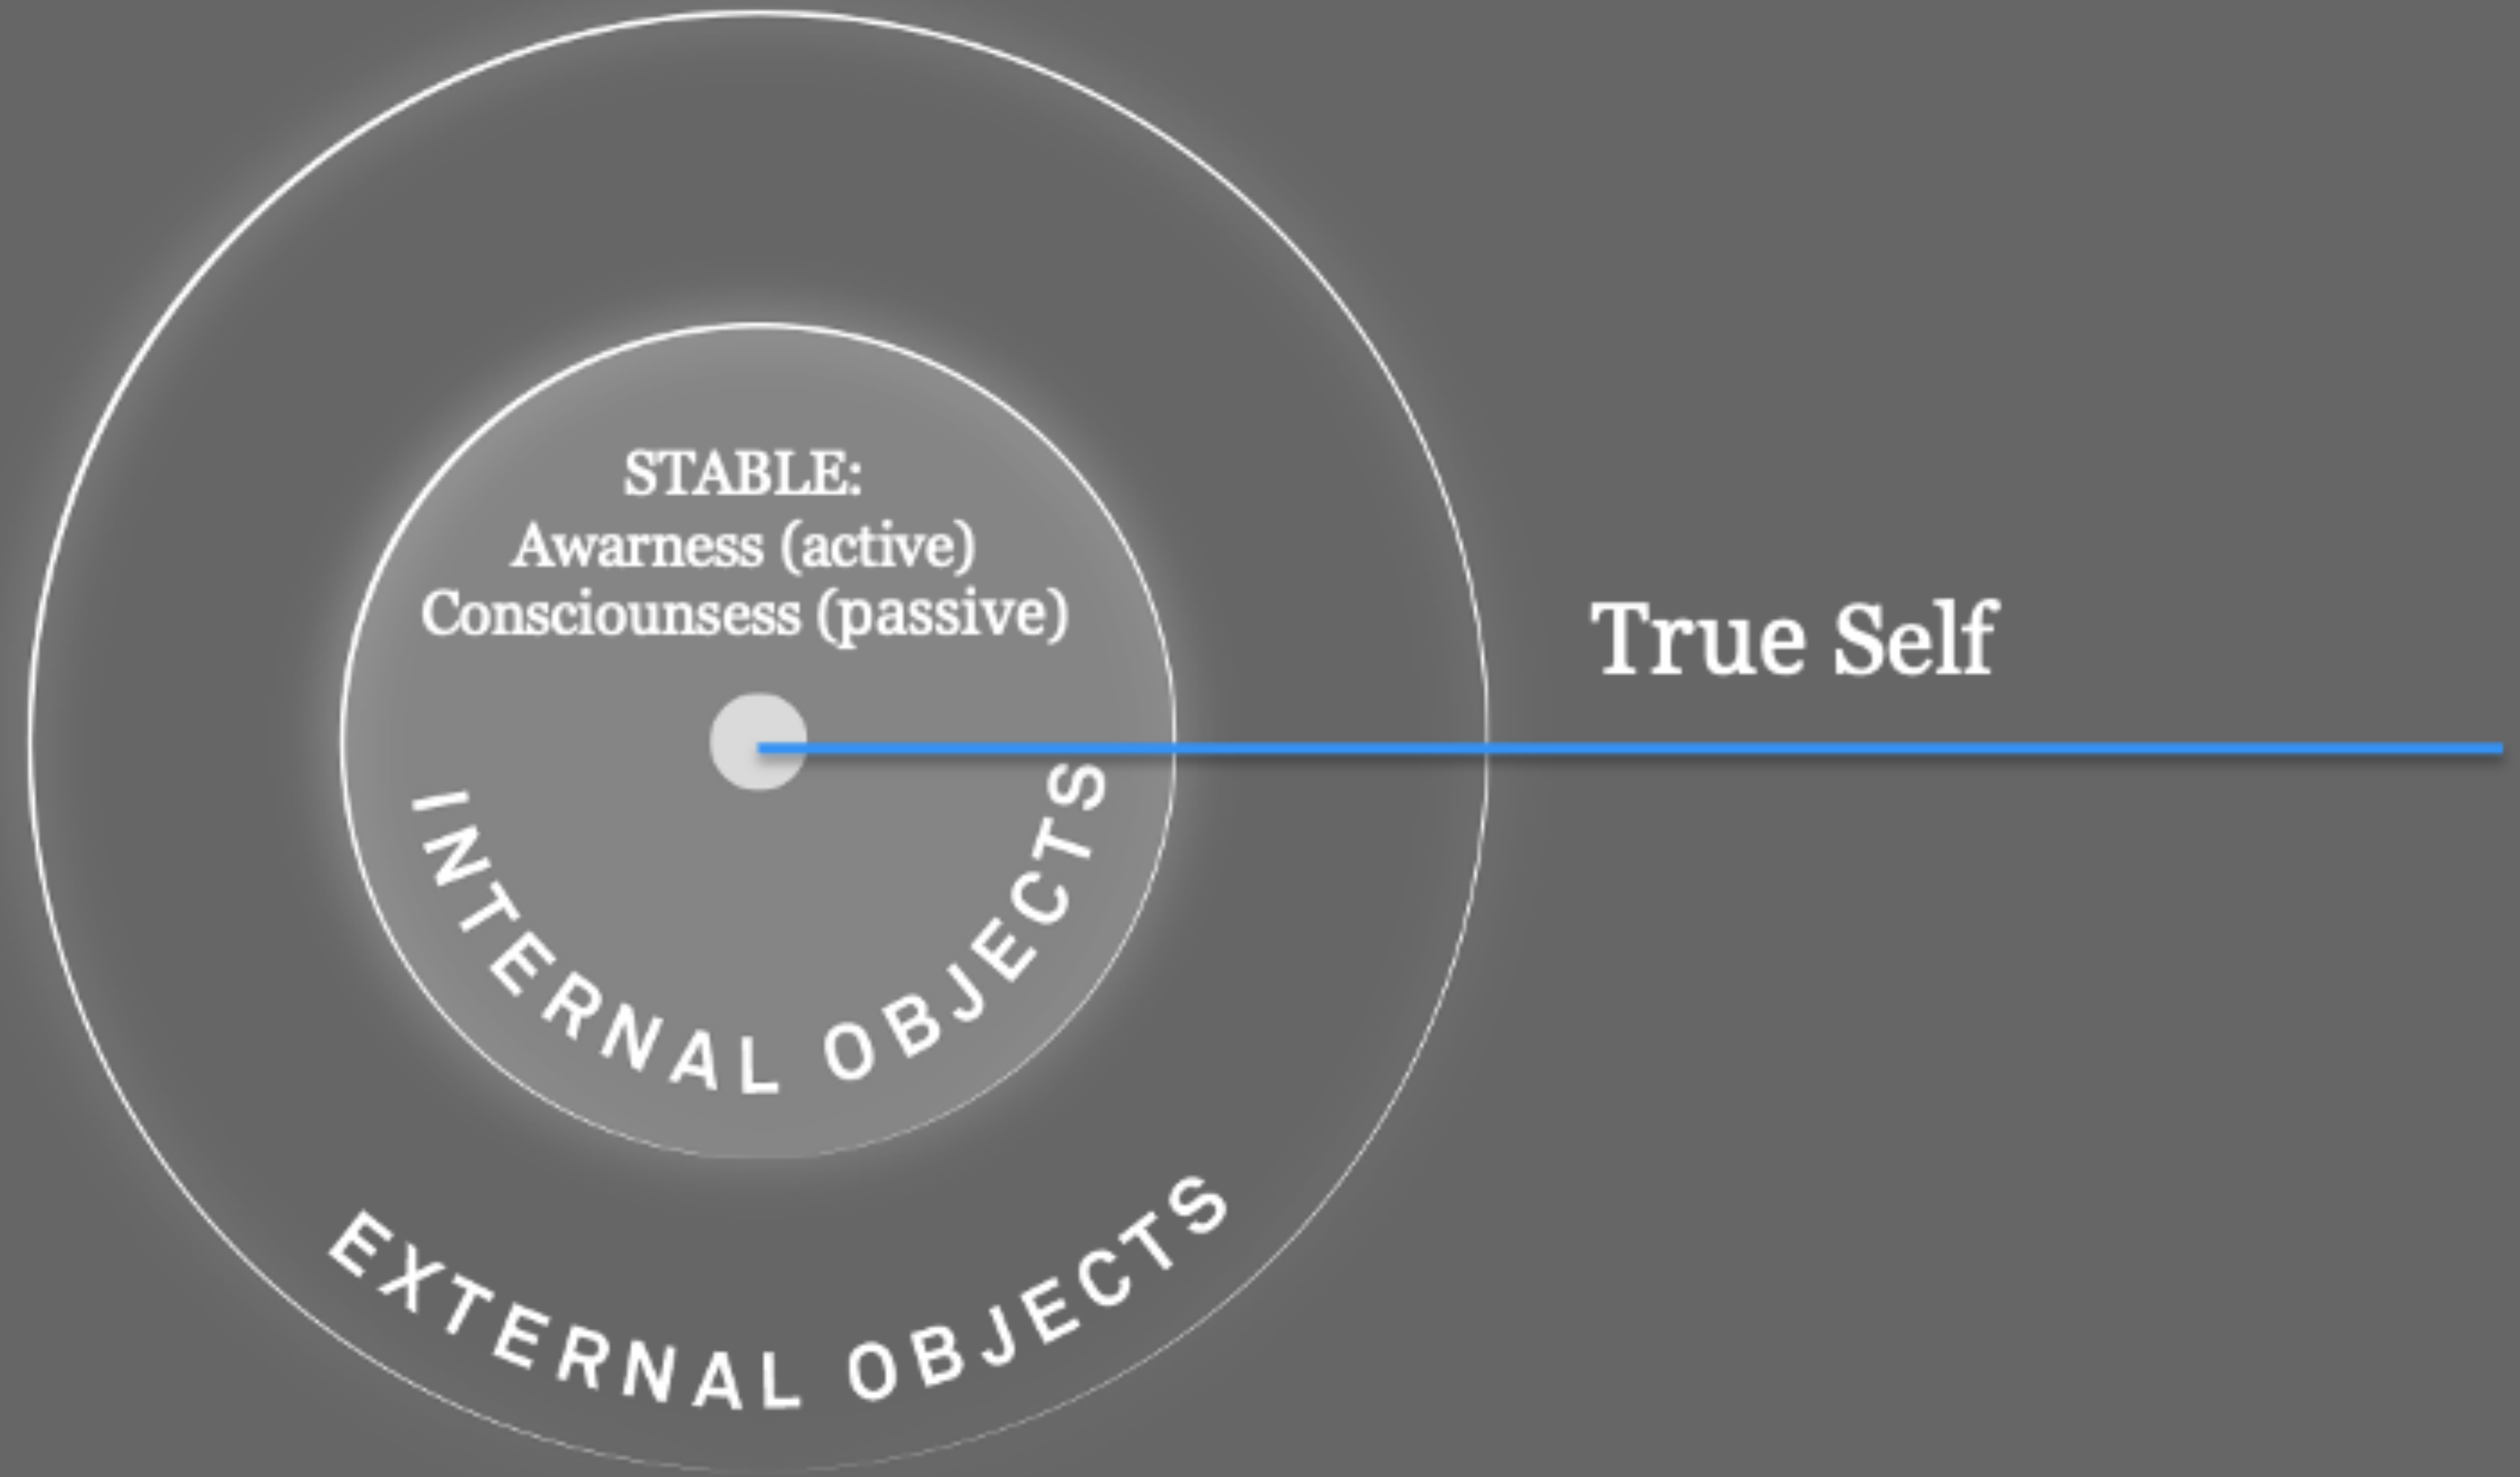 STABLE:
Awarness (active)
Consciounsess (passive)
True Self
INTERNAL OBJECTS
EXTERNAL OBJECTS